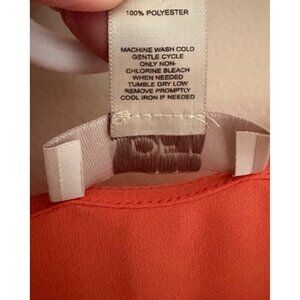 100% POLYESTER
MACHINE WASH COLD
GENTLE CYCLE
ONLY NON-
CHLORINE BLEACH
WHEN NEEDED
TUMBLE DRY LOW
REMOVE PROMPTLY
COOL IRON IF NEEDED